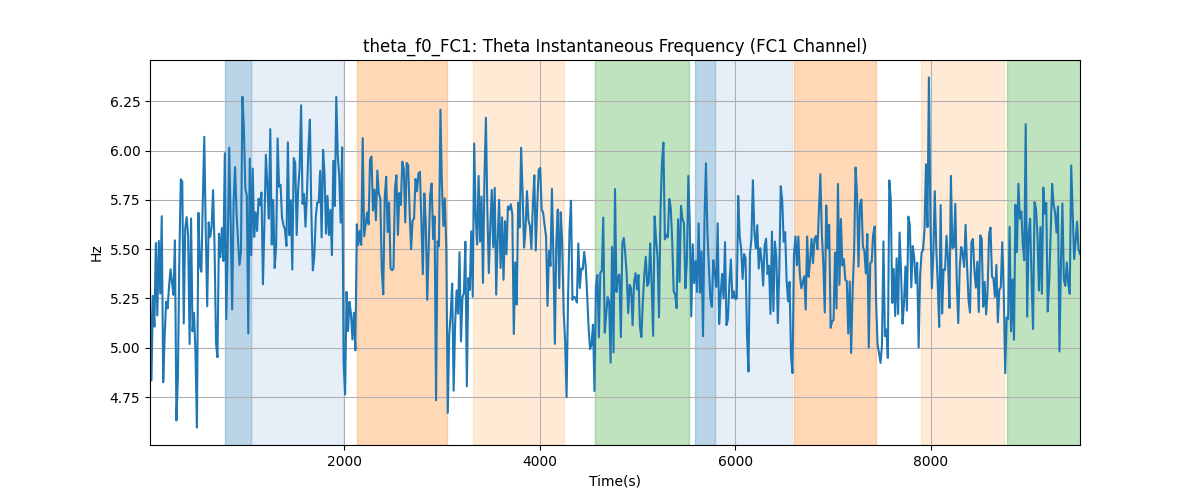 theta_f0_FC1: Theta Instantaneous Frequency (FC1 Channel)
6.25
6.00
5.75
5.50
5.25
5.00
4.75
Hz
2000 4000 6000 8000
Time(s)